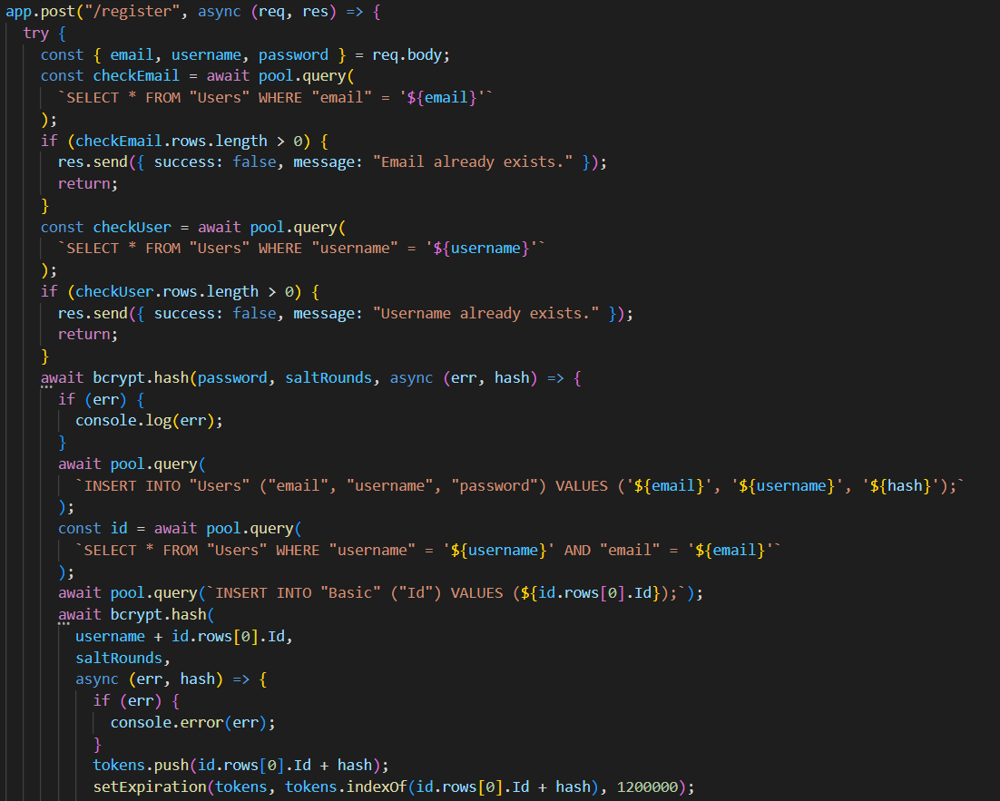 app.post("/register", async (req, res) => {
  try {
    const { email, username, password } = req.body;
    const checkEmail = await pool.query(
      `SELECT * FROM "Users" WHERE "email" = '${email}'`
    );
    if (checkEmail.rows.length > 0) {
      res.send({ success: false, message: "Email already exists." });
      return;
    }
    const checkUser = await pool.query(
      `SELECT * FROM "Users" WHERE "username" = '${username}'`
    );
    if (checkUser.rows.length > 0) {
      res.send({ success: false, message: "Username already exists." });
      return;
    }
    await bcrypt.hash(password, saltRounds, async (err, hash) => {
      if (err) {
        console.log(err);
      }
      await pool.query(
        `INSERT INTO "Users" ("email", "username", "password") VALUES ('${email}', '${username}', '${hash}');`
      );
      const id = await pool.query(
        `SELECT * FROM "Users" WHERE "username" = '${username}' AND "email" = '${email}'`
      );
      await pool.query(`INSERT INTO "Basic" ("Id") VALUES (${id.rows[0].Id});`);
      await bcrypt.hash(
        username + id.rows[0].Id,
        saltRounds,
        async (err, hash) => {
          if (err) {
            console.error(err);
          }
          tokens.push(id.rows[0].Id + hash);
          setExpiration(tokens, tokens.indexOf(id.rows[0].Id + hash), 1200000);